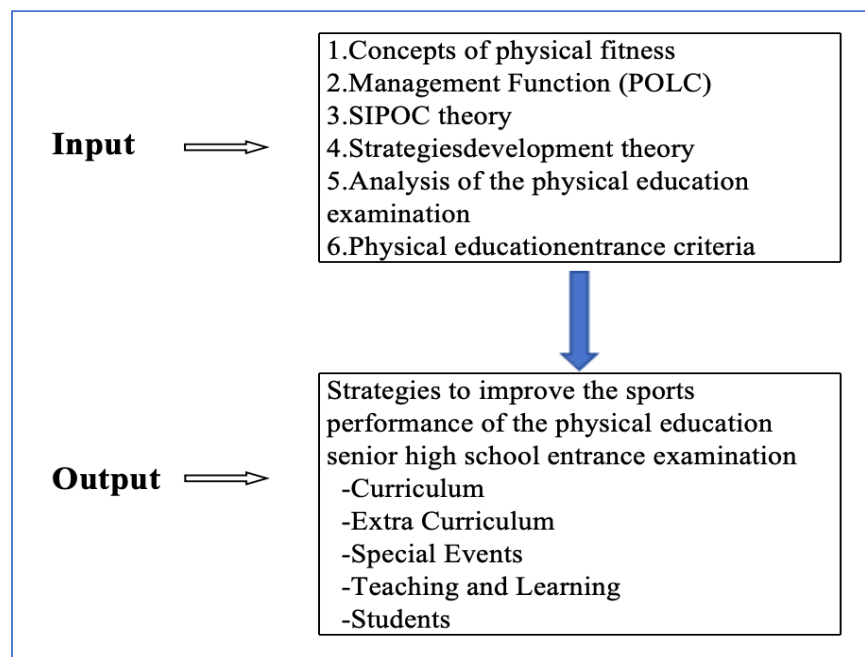 Input
1.Concepts of physical fitness
2.Management Function (POLC)
3.SIPOC theory
4.Strategiesdevelopment theory
5.Analysis of the physical education
examination
6.Physical educationentrance criteria
Output
Strategies to improve the sports
performance of the physical education
senior high school entrance examination
-Curriculum
-Extra Curriculum
-Special Events
-Teaching and Learning
-Students